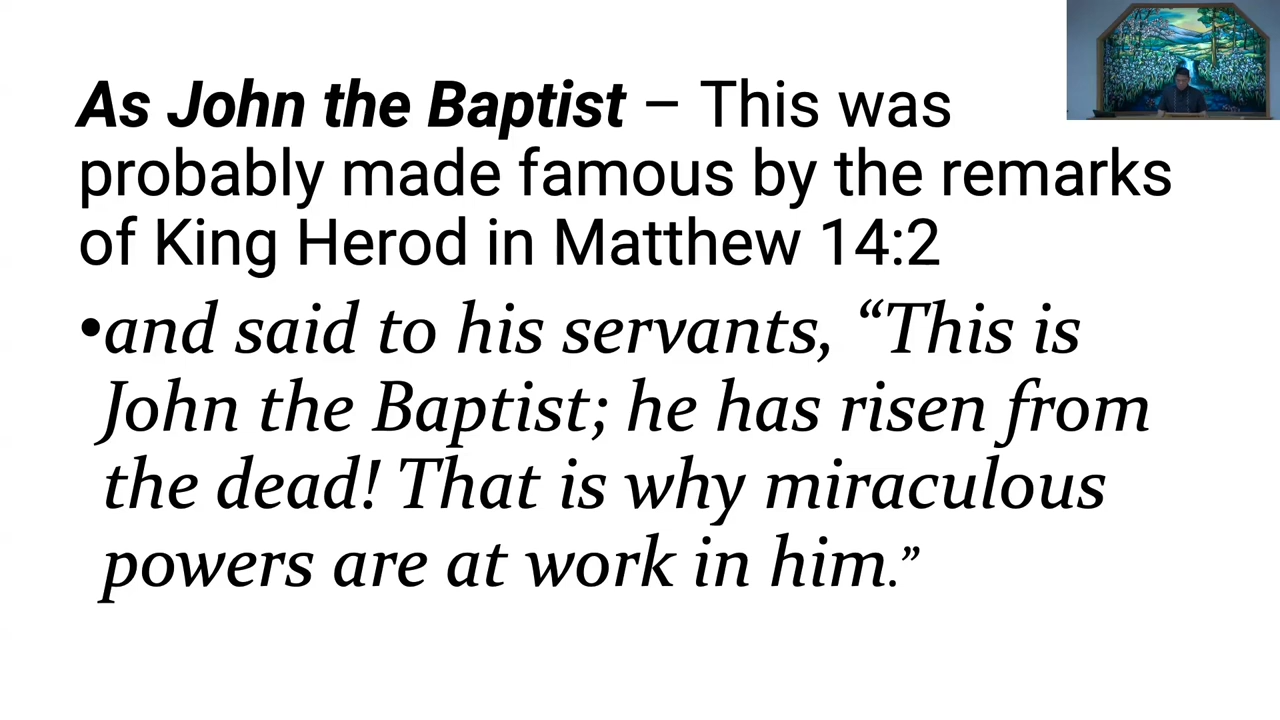 As John the Baptist – This was
probably made famous by the remarks
of King Herod in Matthew 14:2
•and said to his servants, “This is
John the Baptist; he has risen from
the dead! That is why miraculous
powers are at work in him.”